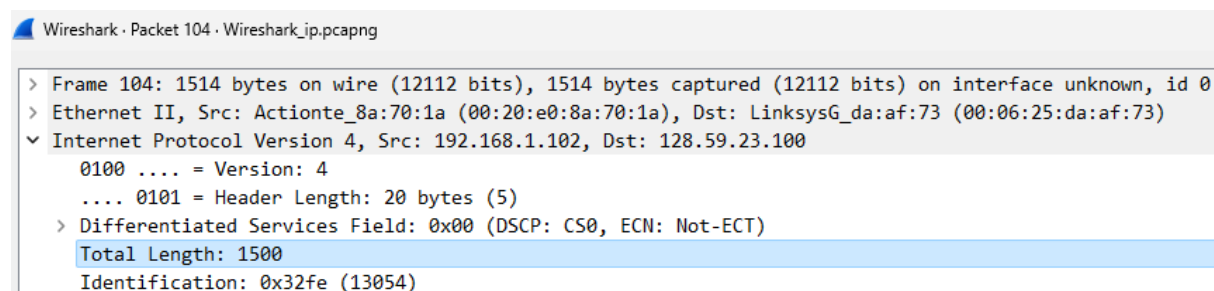 Wireshark · Packet 104 · Wireshark_ip.pcapng
> Frame 104: 1514 bytes on wire (12112 bits), 1514 bytes captured (12112 bits) on interface unknown, id 0
> Ethernet II, Src: Actionte_8a:70:1a (00:20:e0:8a:70:1a), Dst: LinksysG_da:af:73 (00:06:25:da:af:73)
Internet Protocol Version 4, Src: 192.168.1.102, Dst: 128.59.23.100
0100 .... = Version: 4
.... 0101 = Header Length: 20 bytes (5)
> Differentiated Services Field: 0x00 (DSCP: CS0, ECN: Not-ECT)
Total Length: 1500
Identification: 0x32fe (13054)